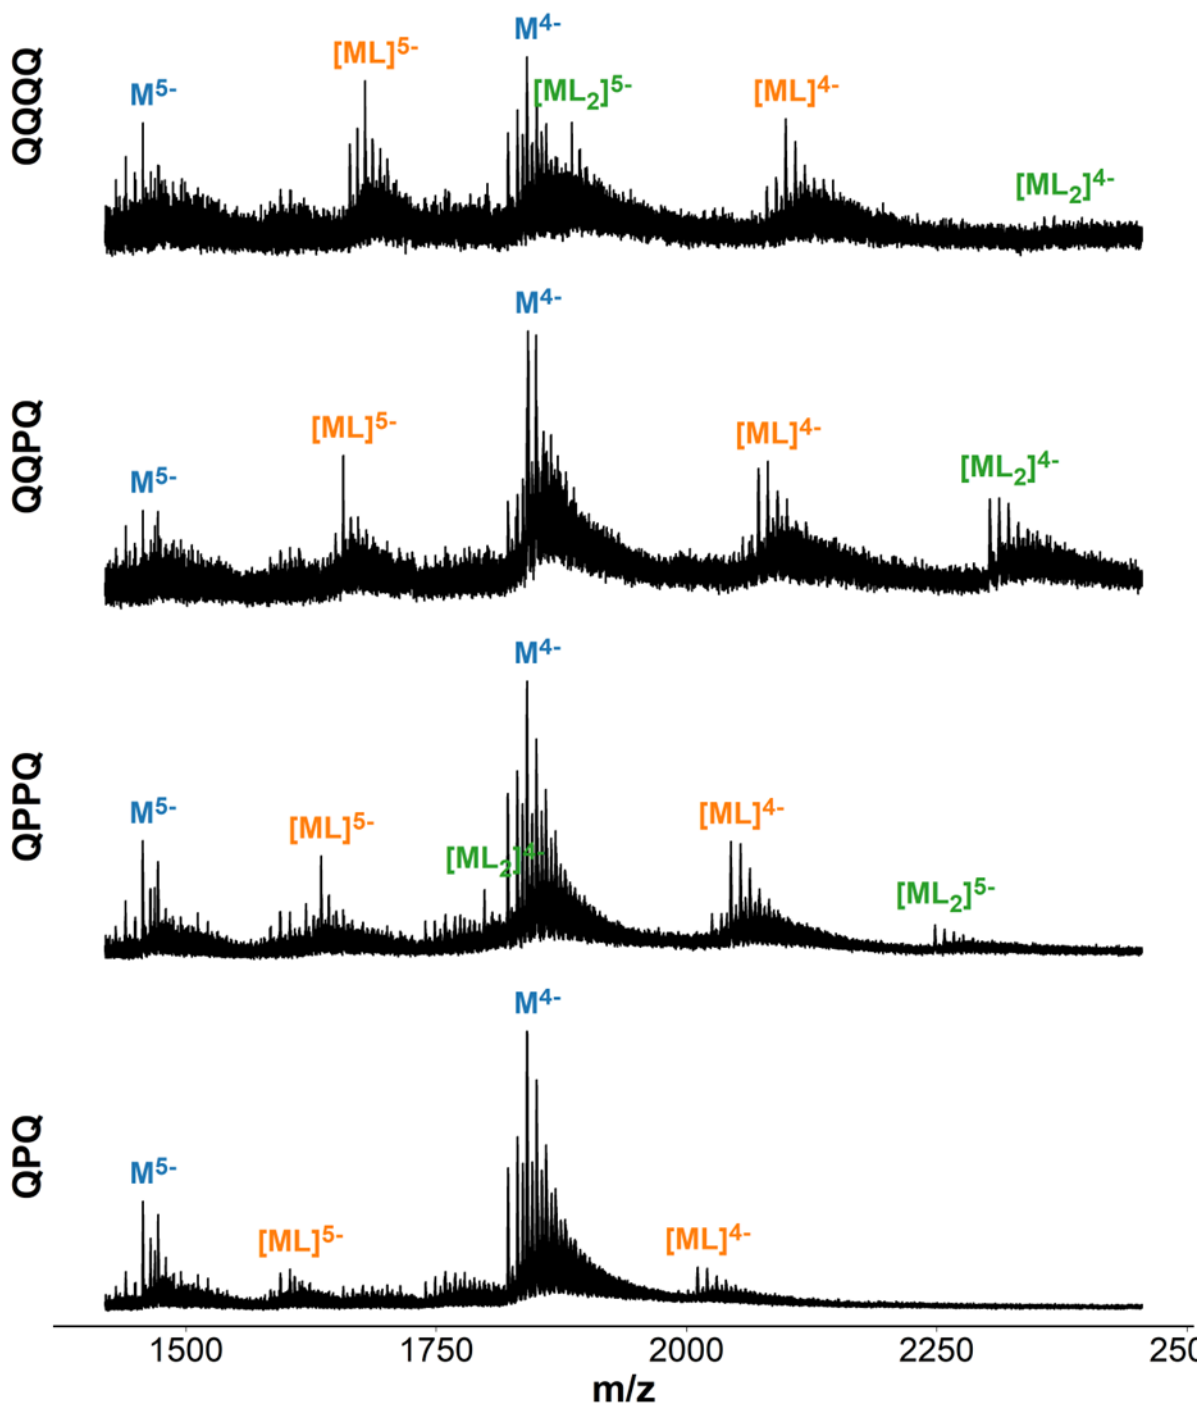 QQQQ
M5-
[ML]5-
M4-
[ML2]5-
[ML]4-
[ML2]4-
QQPQ
M5-
[ML]5-
M4-
[ML]4-
[ML2]4-
QPPQ
M5-
[ML]5-
[ML2]4-
M4-
[ML]4-
[ML2]5-
QPQ
M5-
[ML]5-
M4-
[ML]4-
1500 1750 2000 2250 250
m/z